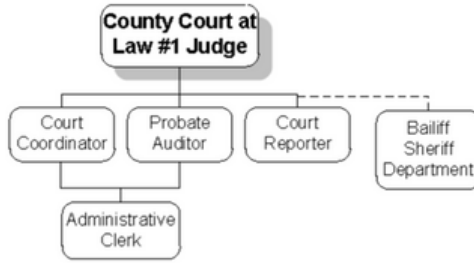 County Court at
Law #1 Judge
Court
Coordinator
Probate
Auditor
Court
Reporter
Bailiff
Sheriff
Department
Administrative
Clerk